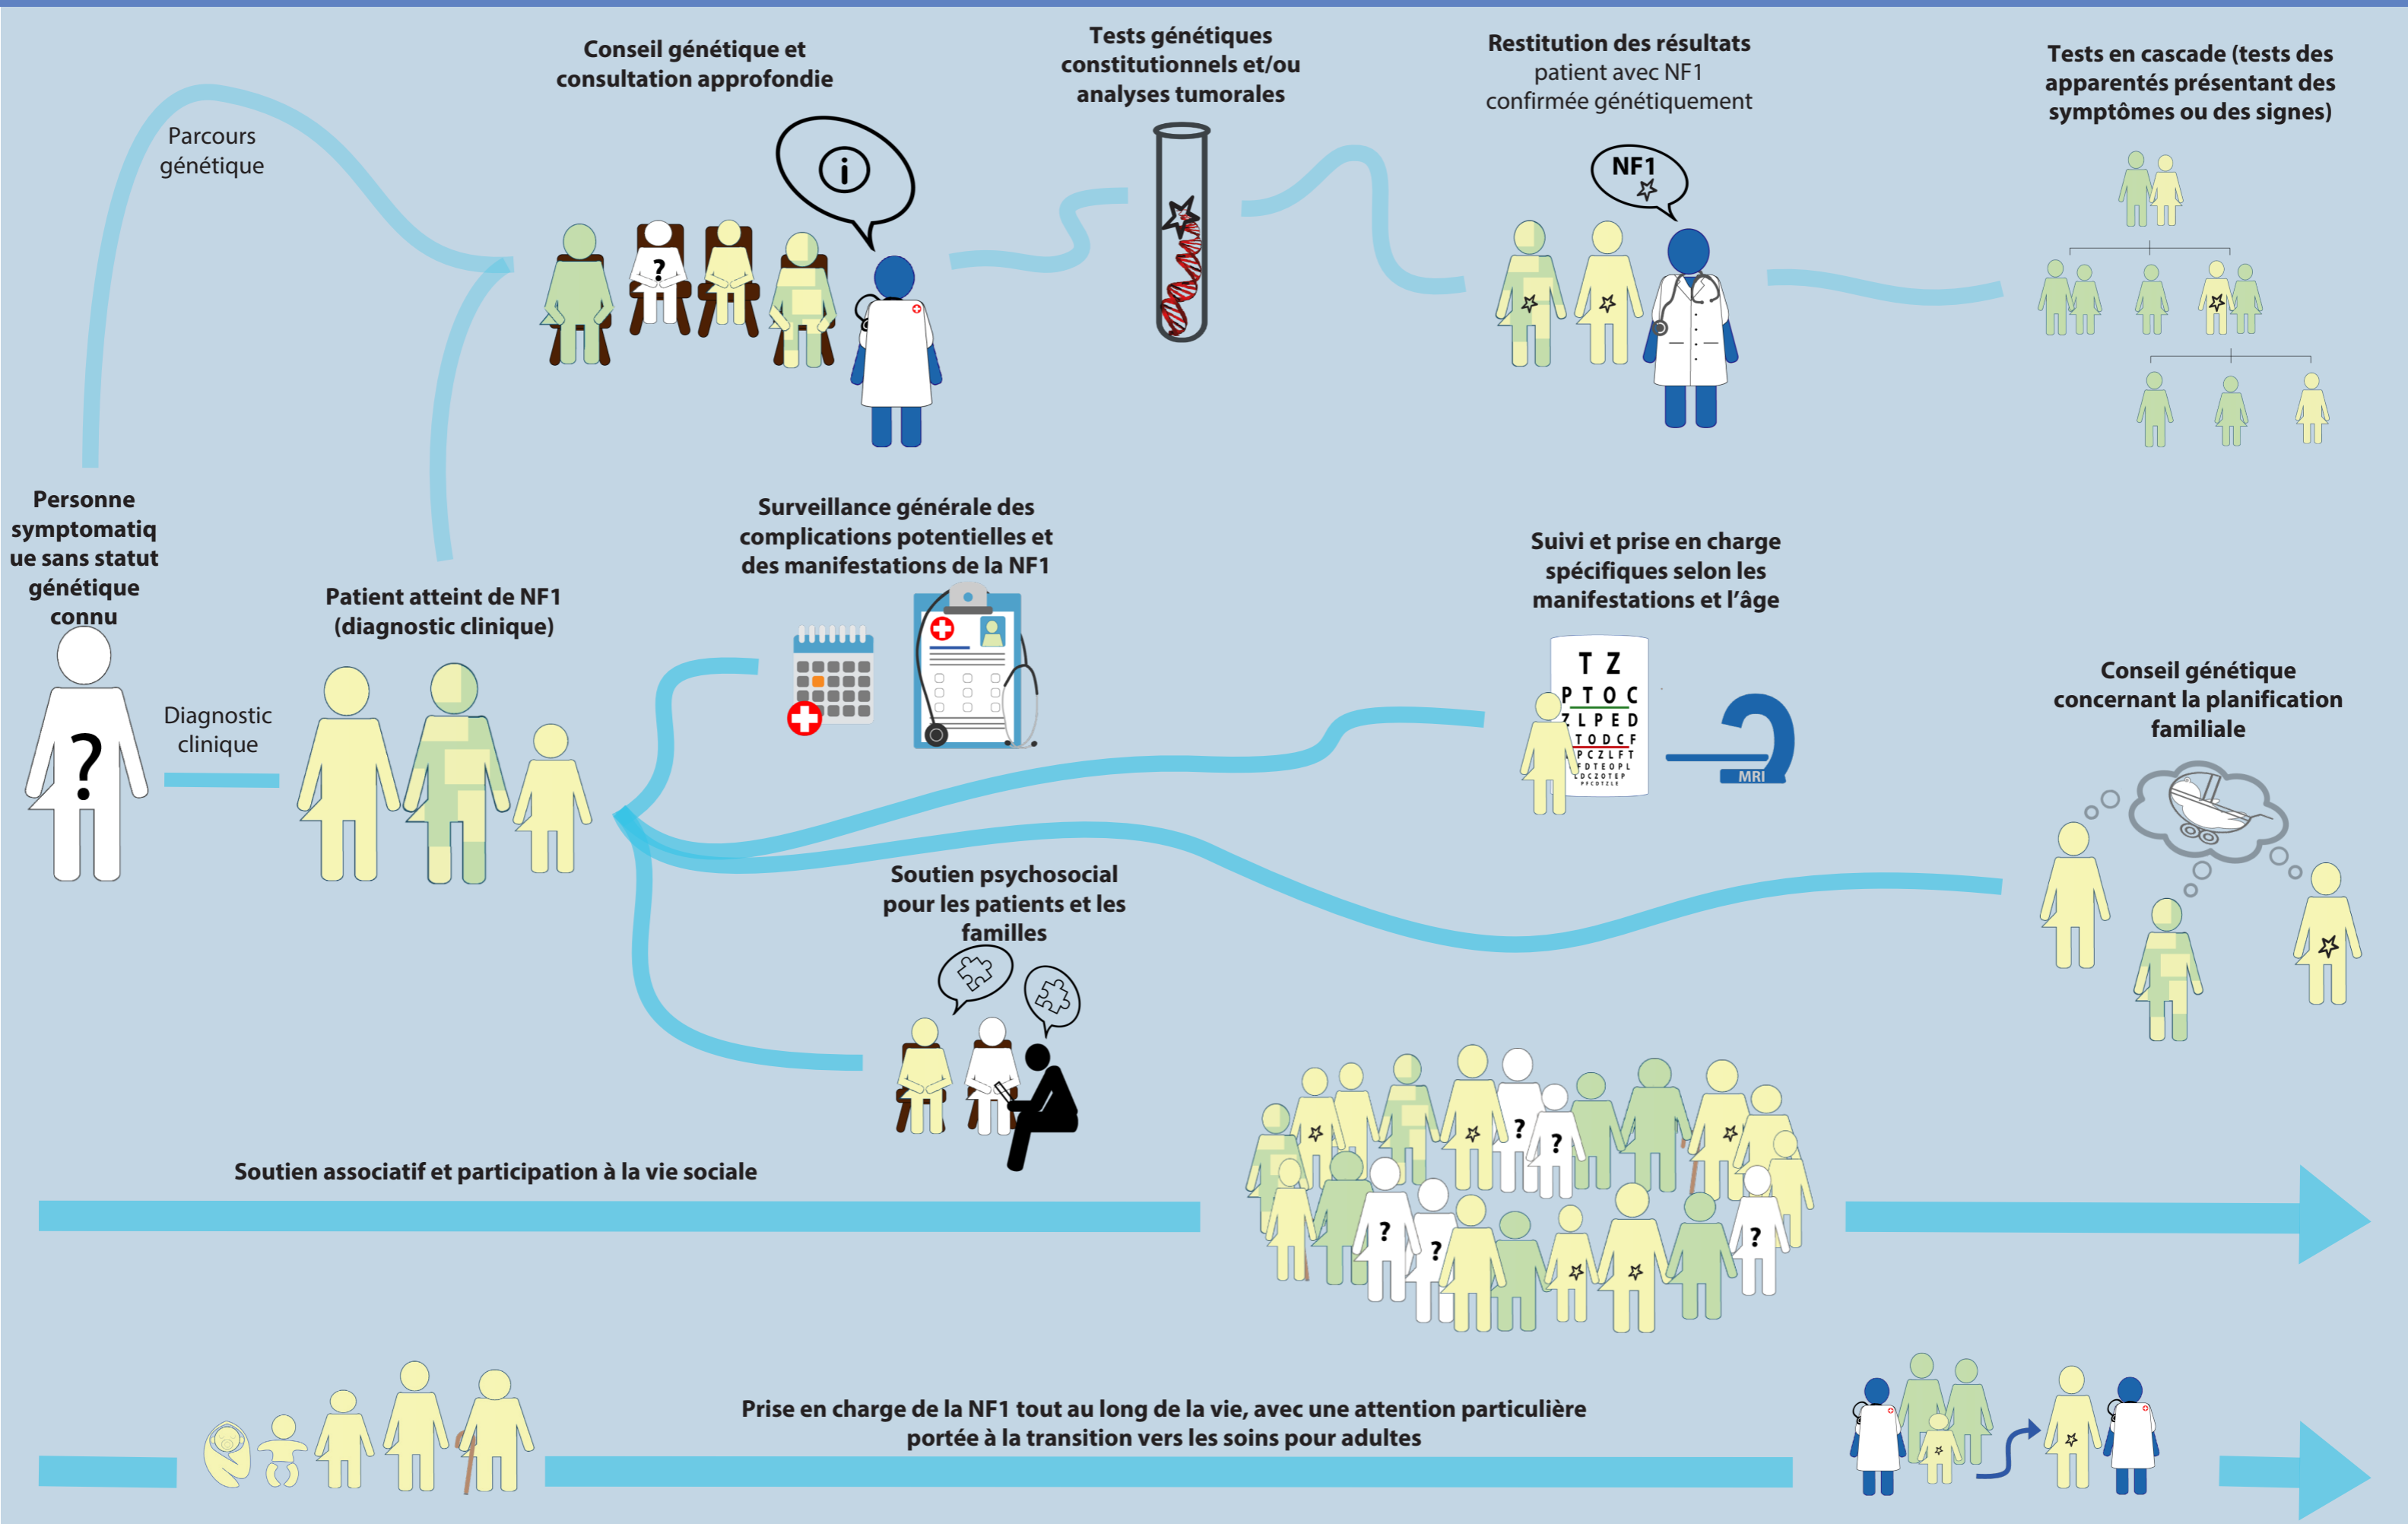 Conseil génétique et
consultation approfondie
Tests génétiques
constitutionnels et/ou
analyses tumorales
Restitution des résultats
patient avec NF1
confirmée génétiquement
Tests en cascade (tests des
apparentés présentant des
symptômes ou des signes)
Parcours
génétique
i
?
NF1
Personne
symptomatiq
ue sans statut
génétique
connu
?
Diagnostic
clinique
Patient atteint de NF1
(diagnostic clinique)
Surveillance générale des
complications potentielles et
des manifestations de la NF1
Suivi et prise en charge
spécifiques selon les
manifestations et l'âge
T Z
P T O C
Z L P E D
T O D C F
P C Z L F T
F D T E O P L
D C Z O T E P
P F C D T Z L E
MRI
Conseil génétique
concernant la planification
familiale
Soutien psychosocial
pour les patients et les
familles
Soutien associatif et participation à la vie sociale
?
?
?
?
?
Prise en charge de la NF1 tout au long de la vie, avec une attention particulière
portée à la transition vers les soins pour adultes